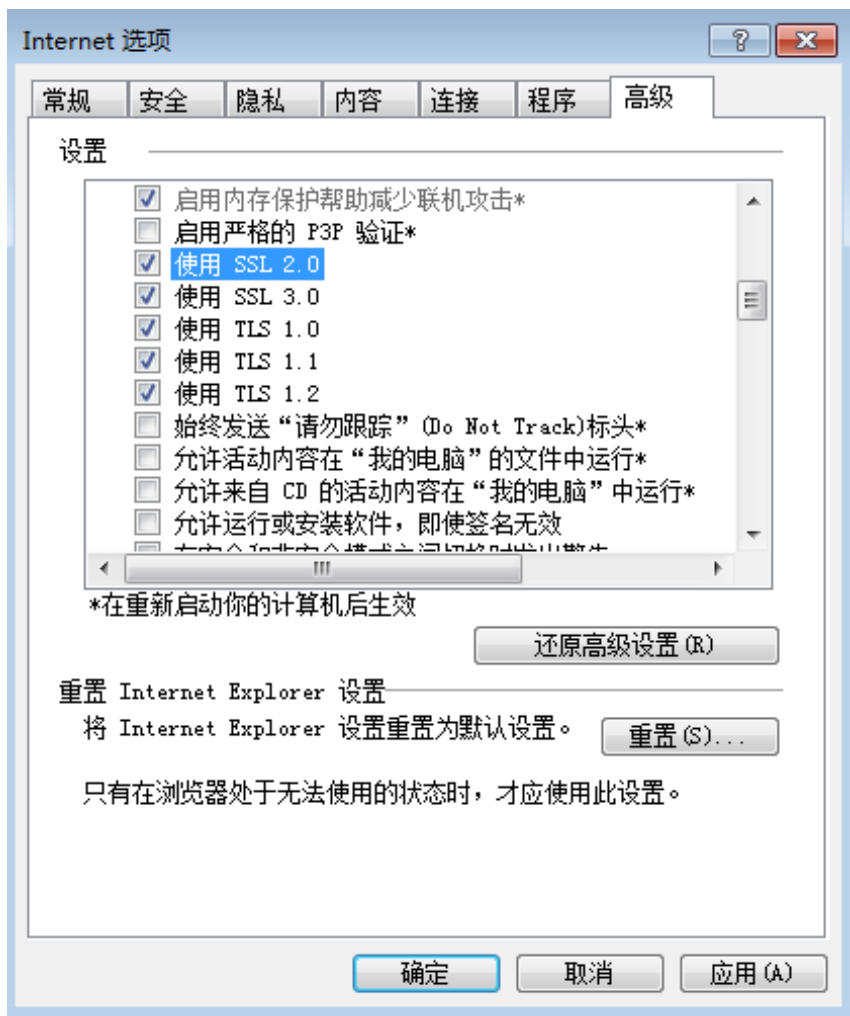 Internet 选项
常规 安全 隐私 内容 连接 程序 高级
设置
启用内存保护帮助减少联机攻击*
启用严格的 P3P 验证*
使用 SSL 2.0
使用 SSL 3.0
使用 TLS 1.0
使用 TLS 1.1
使用 TLS 1.2
始终发送“请勿跟踪” (Do Not Track)标头*
允许活动内容在“我的电脑”的文件中运行*
允许来自 CD 的活动内容在“我的电脑”中运行*
允许运行或安装软件，即使签名无效
*在重新启动你的计算机后生效
还原高级设置(R)
重置 Internet Explorer 设置
将 Internet Explorer 设置重置为默认设置。 重置(S)...
只有在浏览器处于无法使用的状态时，才应使用此设置。
确定 取消 应用(A)